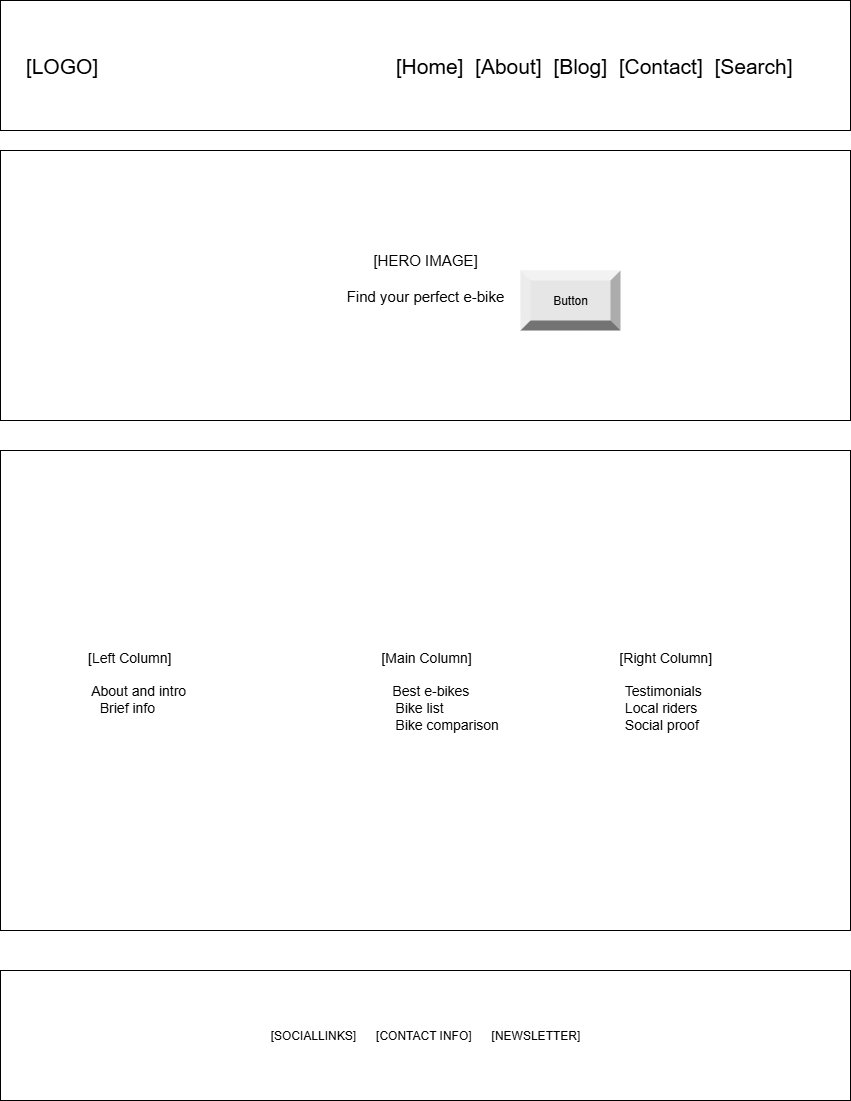 [LOGO]
[Home] [About] [Blog] [Contact] [Search]
[HERO IMAGE]
Find your perfect e-bike
Button
[Left Column]
About and intro
Brief info
[Main Column]
Best e-bikes
Bike list
Bike comparison
[Right Column]
Testimonials
Local riders
Social proof
[SOCIALLINKS] [CONTACT INFO] [NEWSLETTER]